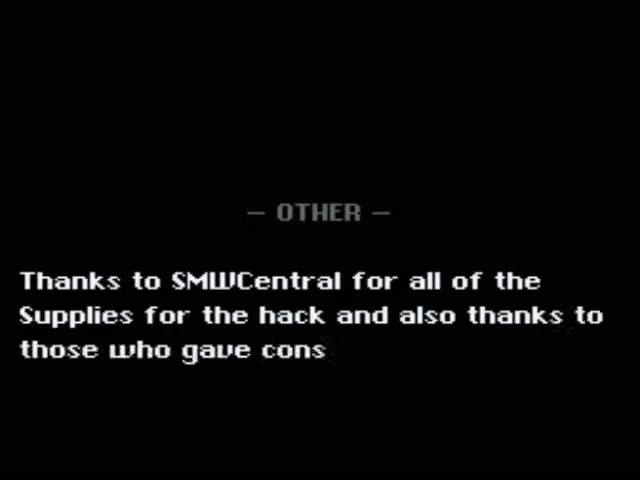 — OTHER —
Thanks to SMWCentral for all of the
Supplies for the hack and also thanks to
those who gave cons